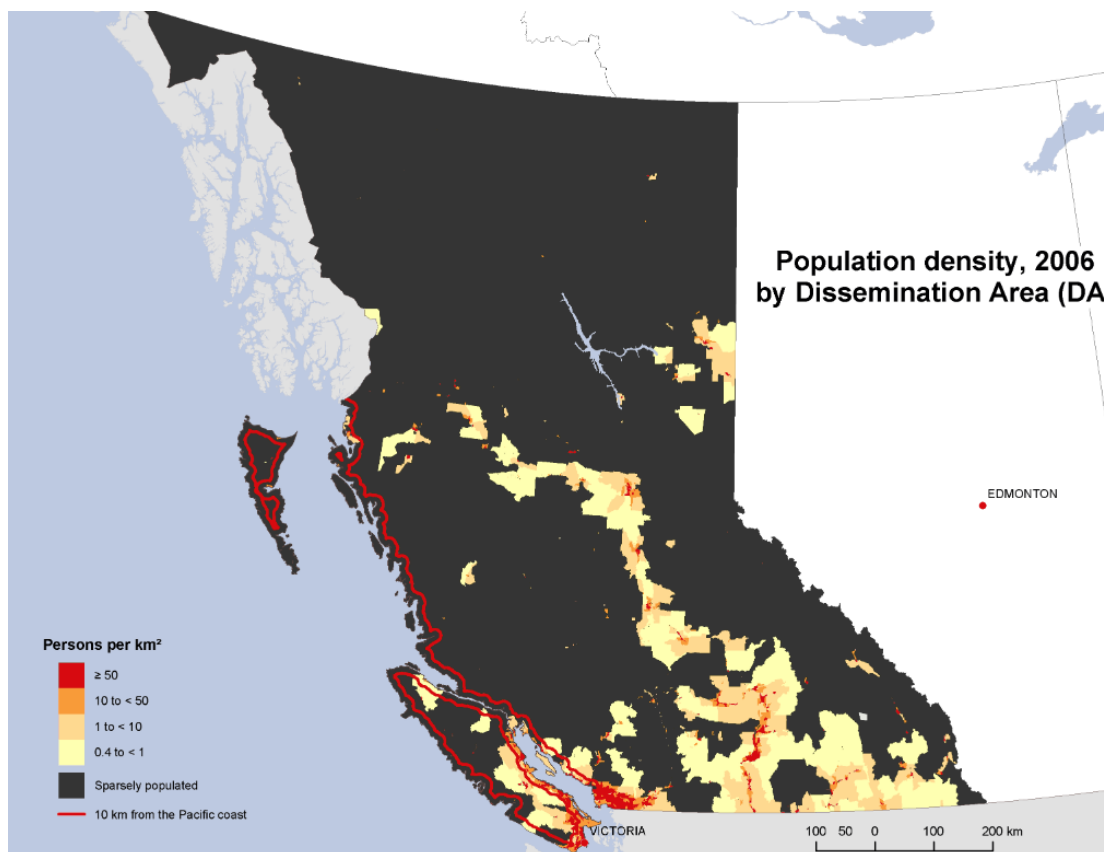 Population density, 2006
by Dissemination Area (DA
EDMONTON
Persons per km²
≥ 50
10 to < 50
1 to < 10
0.4 to < 1
Sparsely populated
10 km from the Pacific coast
VICTORIA
100 50 0 100 200 km